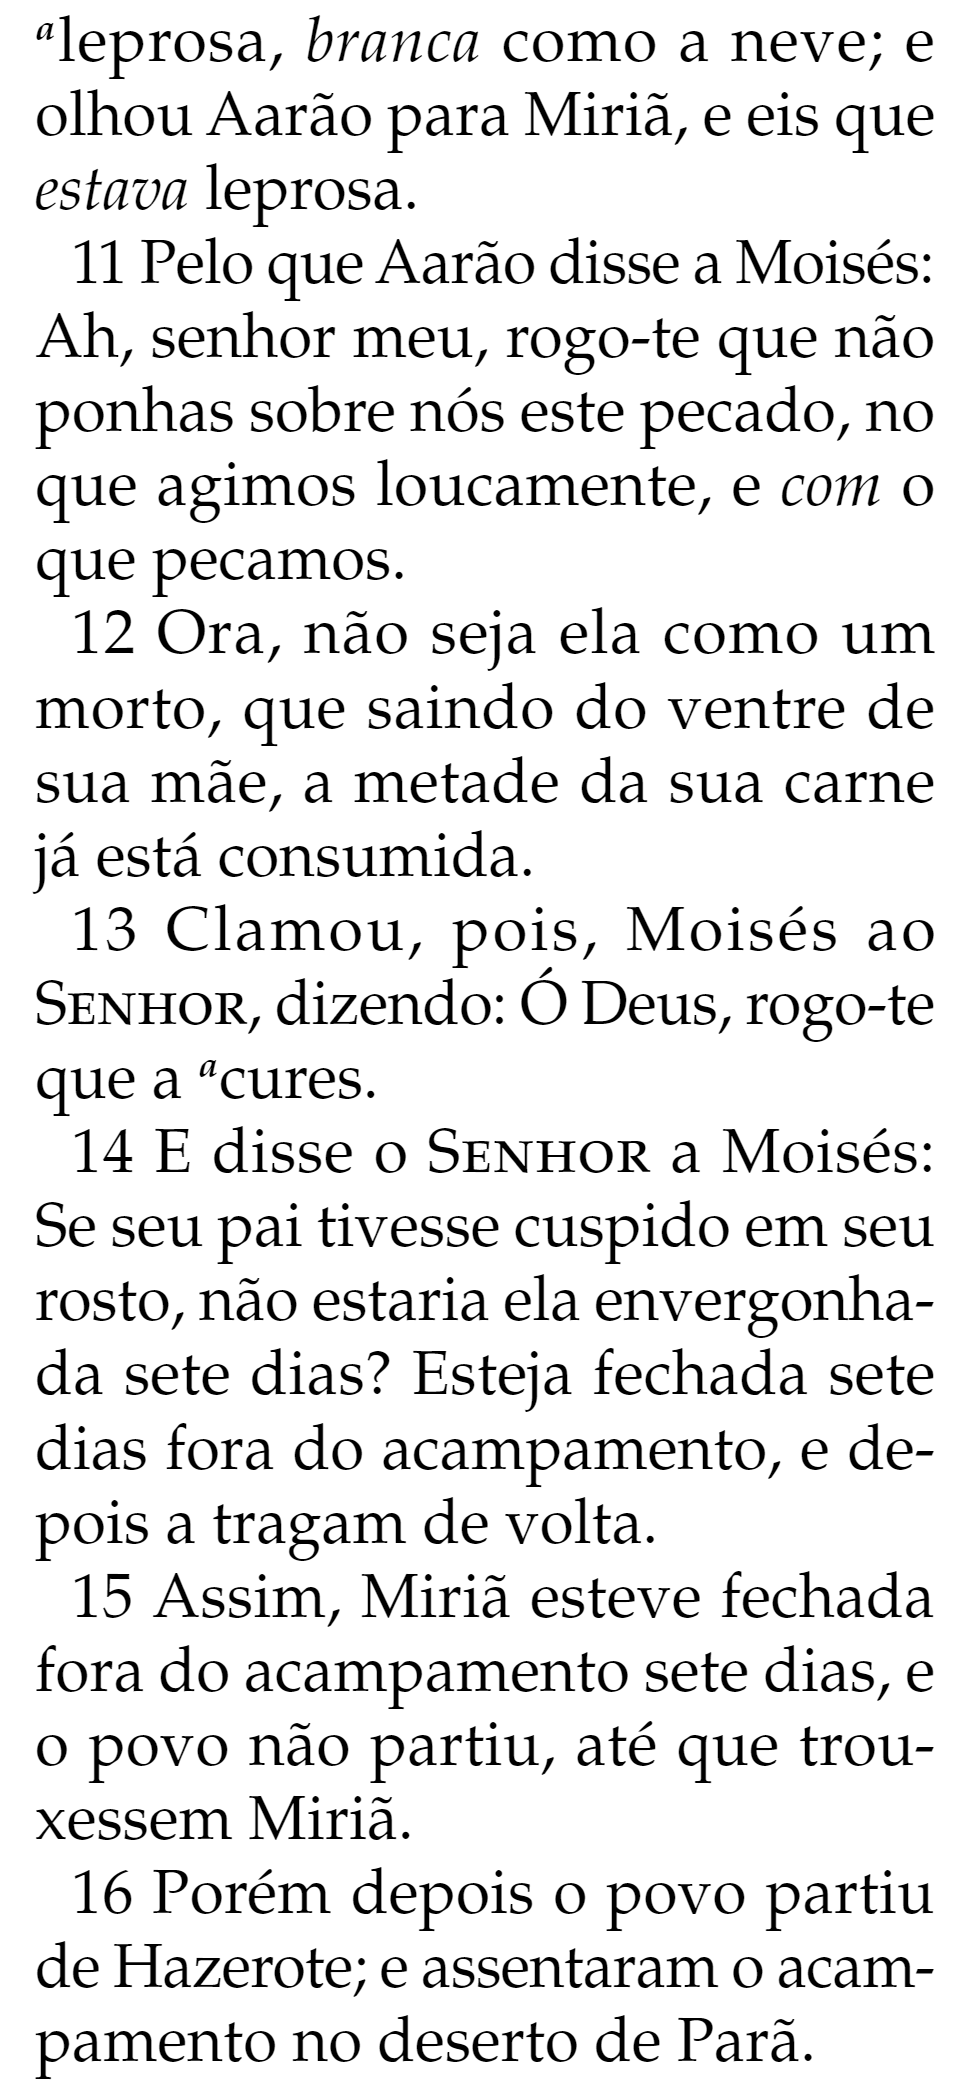 ᵃleprosa, branca como a neve; e
olhou Aarão para Miriã, e eis que
estava leprosa.
11 Pelo que Aarão disse a Moisés:
Ah, senhor meu, rogo-te que não
ponhas sobre nós este pecado, no
que agimos loucamente, e com o
que pecamos.
12 Ora, não seja ela como um
morto, que saindo do ventre de
sua mãe, a metade da sua carne
já está consumida.
13 Clamou, pois, Moisés ao
SENHOR, dizendo: Ó Deus, rogo-te
que a ᵃcures.
14 E disse o SENHOR a Moisés:
Se seu pai tivesse cuspido em seu
rosto, não estaria ela envergonha-
da sete dias? Esteja fechada sete
dias fora do acampamento, e de-
pois a tragam de volta.
15 Assim, Miriã esteve fechada
fora do acampamento sete dias, e
o povo não partiu, até que trou-
xessem Miriã.
16 Porém depois o povo partiu
de Hazerote; e assentaram o acam-
pamento no deserto de Parã.